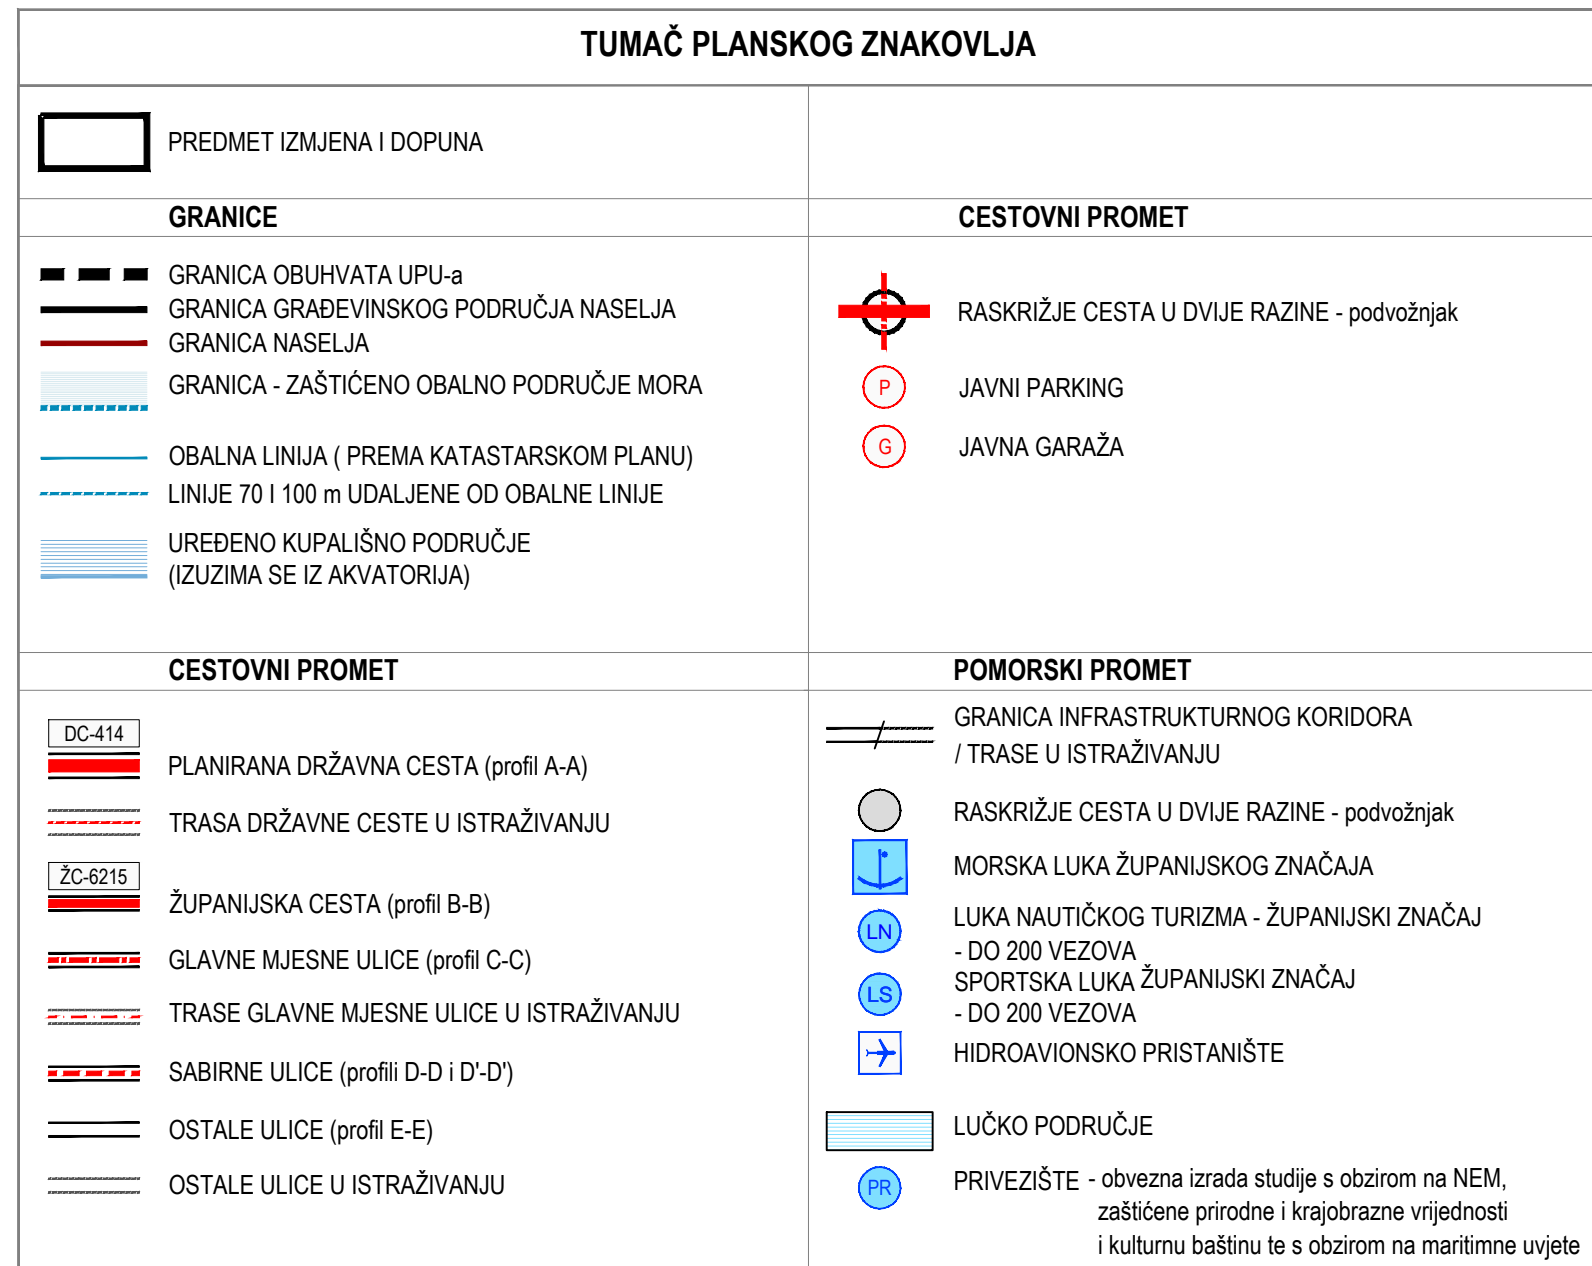 TUMAČ PLANSKOG ZNAKOVLJA
PREDMET IZMJENA I DOPUNA
GRANICE
GRANICA OBUHVATA UPU-a
GRANICA GRAĐEVINSKOG PODRUČJA NASELJA
GRANICA NASELJA
GRANICA - ZAŠTIĆENO OBALNO PODRUČJE MORA
OBALNA LINIJA ( PREMA KATASTARSKOM PLANU)
LINIJE 70 I 100 m UDALJENE OD OBALNE LINIJE
UREĐENO KUPALIŠNO PODRUČJE
(IZUZIMA SE IZ AKVATORIJA)
CESTOVNI PROMET
RASKRIŽJE CESTA U DVIJE RAZINE - podvožnjak
P JAVNI PARKING
G JAVNA GARAŽA
CESTOVNI PROMET
DC-414
PLANIRANA DRŽAVNA CESTA (profil A-A)
TRASA DRŽAVNE CESTE U ISTRAŽIVANJU
ŽC-6215
ŽUPANIJSKA CESTA (profil B-B)
GLAVNE MJESNE ULICE (profil C-C)
TRASE GLAVNE MJESNE ULICE U ISTRAŽIVANJU
SABIRNE ULICE (profili D-D i D'-D')
OSTALE ULICE (profil E-E)
OSTALE ULICE U ISTRAŽIVANJU
POMORSKI PROMET
GRANICA INFRASTRUKTURNOG KORIDORA
/ TRASE U ISTRAŽIVANJU
RASKRIŽJE CESTA U DVIJE RAZINE - podvožnjak
MORSKA LUKA ŽUPANIJSKOG ZNAČAJA
LN LUKA NAUTIČKOG TURIZMA - ŽUPANIJSKI ZNAČAJ
- DO 200 VEZOVA
LS SPORTSKA LUKA ŽUPANIJSKI ZNAČAJ
- DO 200 VEZOVA
HIDROAVIONSKO PRISTANIŠTE
LUČKO PODRUČJE
PR PRIVEZIŠTE - obvezna izrada studije s obzirom na NEM,
zaštićene prirodne i krajobrazne vrijednosti
i kulturnu baštinu te s obzirom na maritimne uvjete